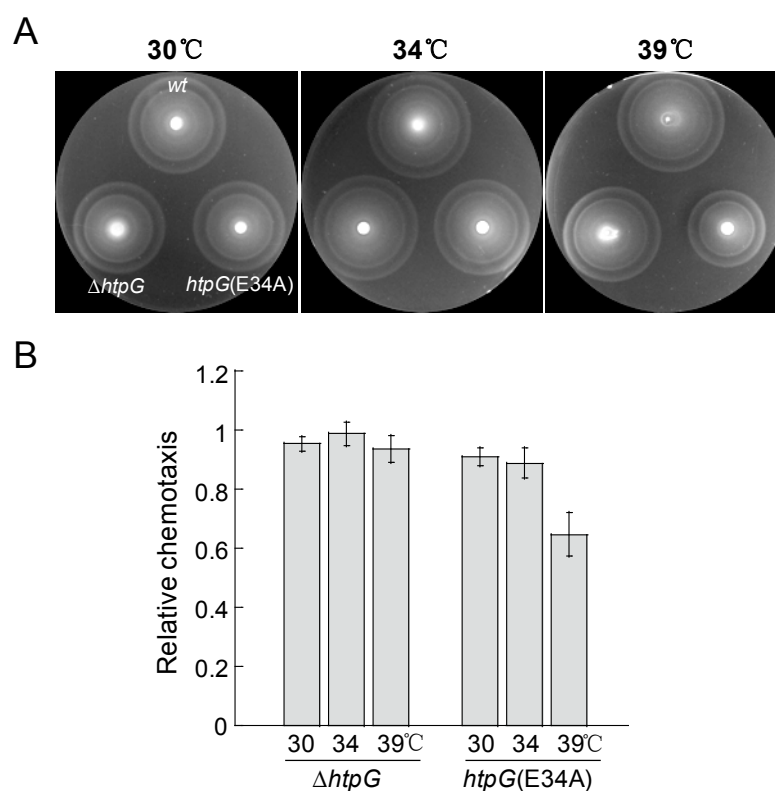 A
30℃ 34℃ 39℃
wt
ΔhtpG htpG(E34A)
B
1.2
1
0.8
0.6
0.4
0.2
0
Relative chemotaxis
30 34 39℃ 30 34 39℃
ΔhtpG htpG(E34A)